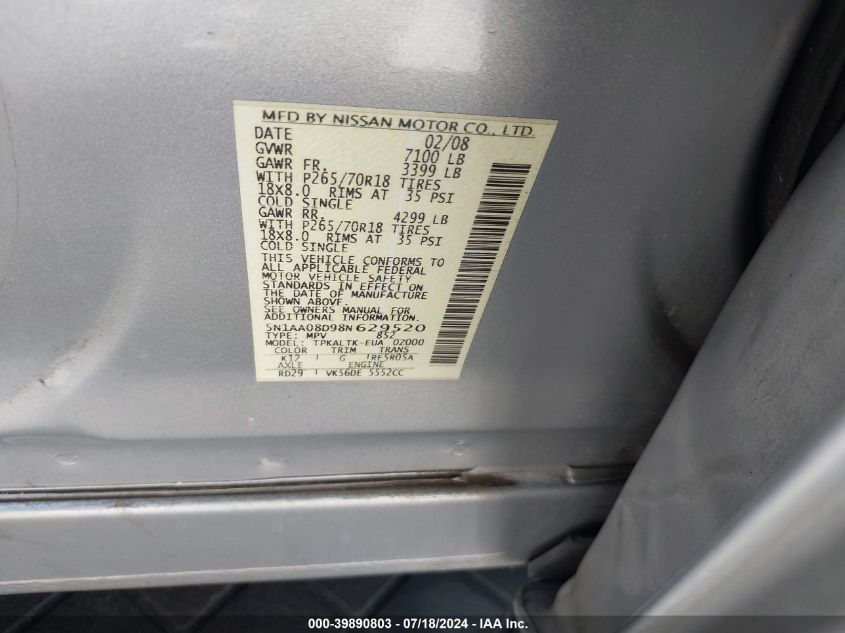 MFD BY NISSAN MOTOR CO., LTD.
DATE 02/08
GVWR 7100 LB
GAWR FR. 3399 LB
WITH P265/70R18 TIRES
18X8.0 RIMS AT 35 PSI
COLD SINGLE
GAWR RR. 4299 LB
WITH P265/70R18 TIRES
18X8.0 RIMS AT 35 PSI
COLD SINGLE
THIS VEHICLE CONFORMS TO
ALL APPLICABLE FEDERAL
MOTOR VEHICLE SAFETY
STANDARDS IN EFFECT ON
THE DATE OF MANUFACTURE
SHOWN ABOVE.
SEE OWNERS MANUAL FOR
ADDITIONAL INFORMATION
5N1AA08D98N629520
TYPE: MPV 852
MODEL: TPKALTK-EUA 0Z000
COLOR TRIM TRANS
K12 G RE5R05A
AXLE ENGINE
RD29 VK56DE 5552CC
000-39890803 - 07/18/2024 - IAA Inc.